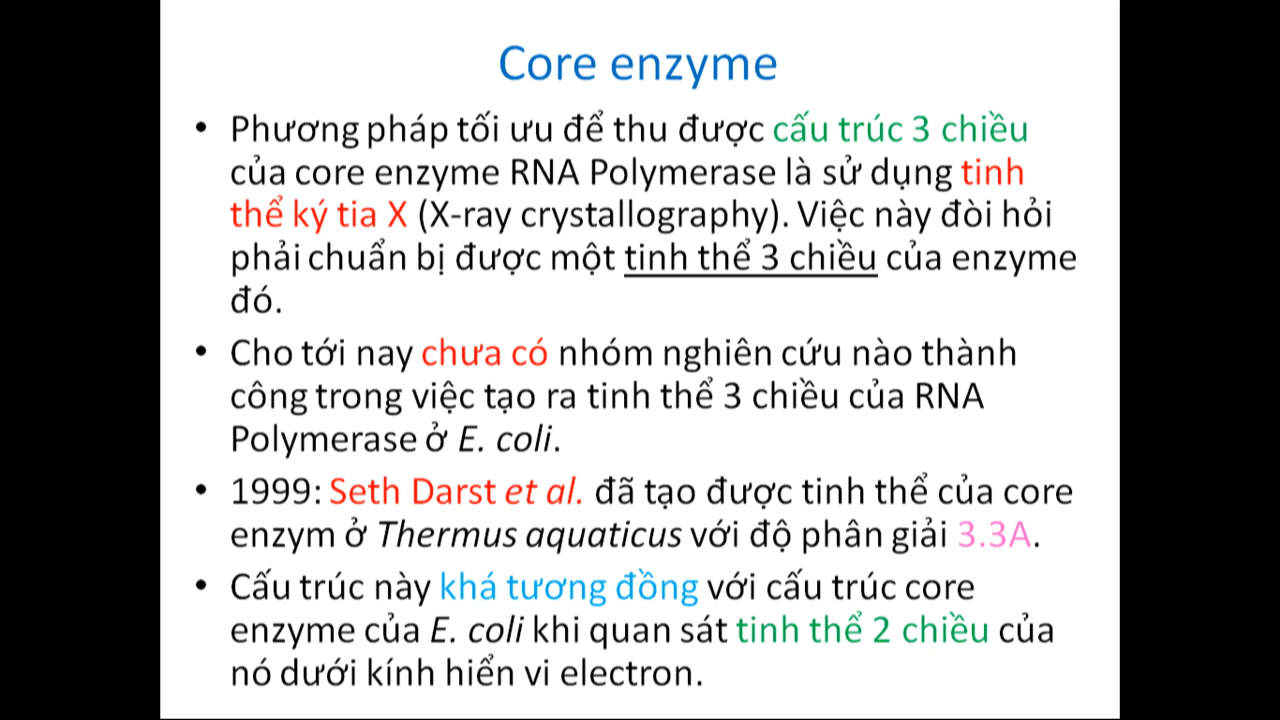 Core enzyme
• Phương pháp tối ưu để thu được cấu trúc 3 chiều
của core enzyme RNA Polymerase là sử dụng tinh
thể ký tia X (X-ray crystallography). Việc này đòi hỏi
phải chuẩn bị được một tinh thể 3 chiều của enzyme
đó.
• Cho tới nay chưa có nhóm nghiên cứu nào thành
công trong việc tạo ra tinh thể 3 chiều của RNA
Polymerase ở E. coli.
• 1999: Seth Darst et al. đã tạo được tinh thể của core
enzym ở Thermus aquaticus với độ phân giải 3.3A.
• Cấu trúc này khá tương đồng với cấu trúc core
enzyme của E. coli khi quan sát tinh thể 2 chiều của
nó dưới kính hiển vi electron.